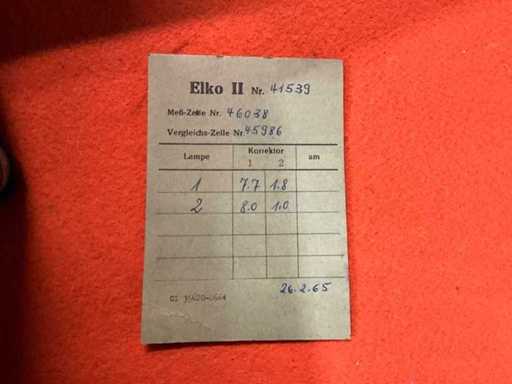 Elko II Nr. 41539
Meß-Zelle Nr. 46038
Vergleichs-Zelle Nr. 45986
Lampe Korrektor am
1 2
1 7.7 1.8
2 8.0 1.0
26.2.65